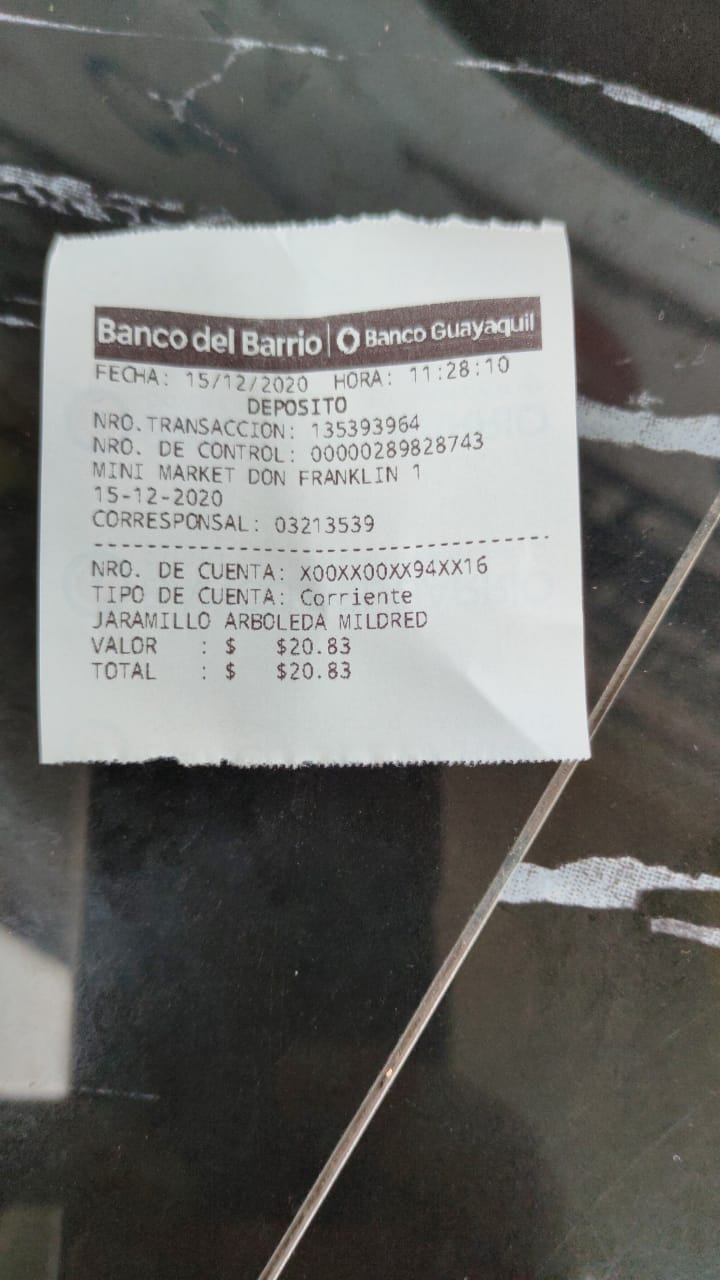 Banco del Barrio | Banco Guayaquil
FECHA: 15/12/2020 HORA: 11:28:10
DEPOSITO
NRO.TRANSACCION: 135393964
NRO. DE CONTROL: 00000289828743
MINI MARKET DON FRANKLIN 1
15-12-2020
CORRESPONSAL: 03213539
NRO. DE CUENTA: X00XX00XX94XX16
TIPO DE CUENTA: Corriente
JARAMILLO ARBOLEDA MILDRED
VALOR : $ $20.83
TOTAL : $ $20.83